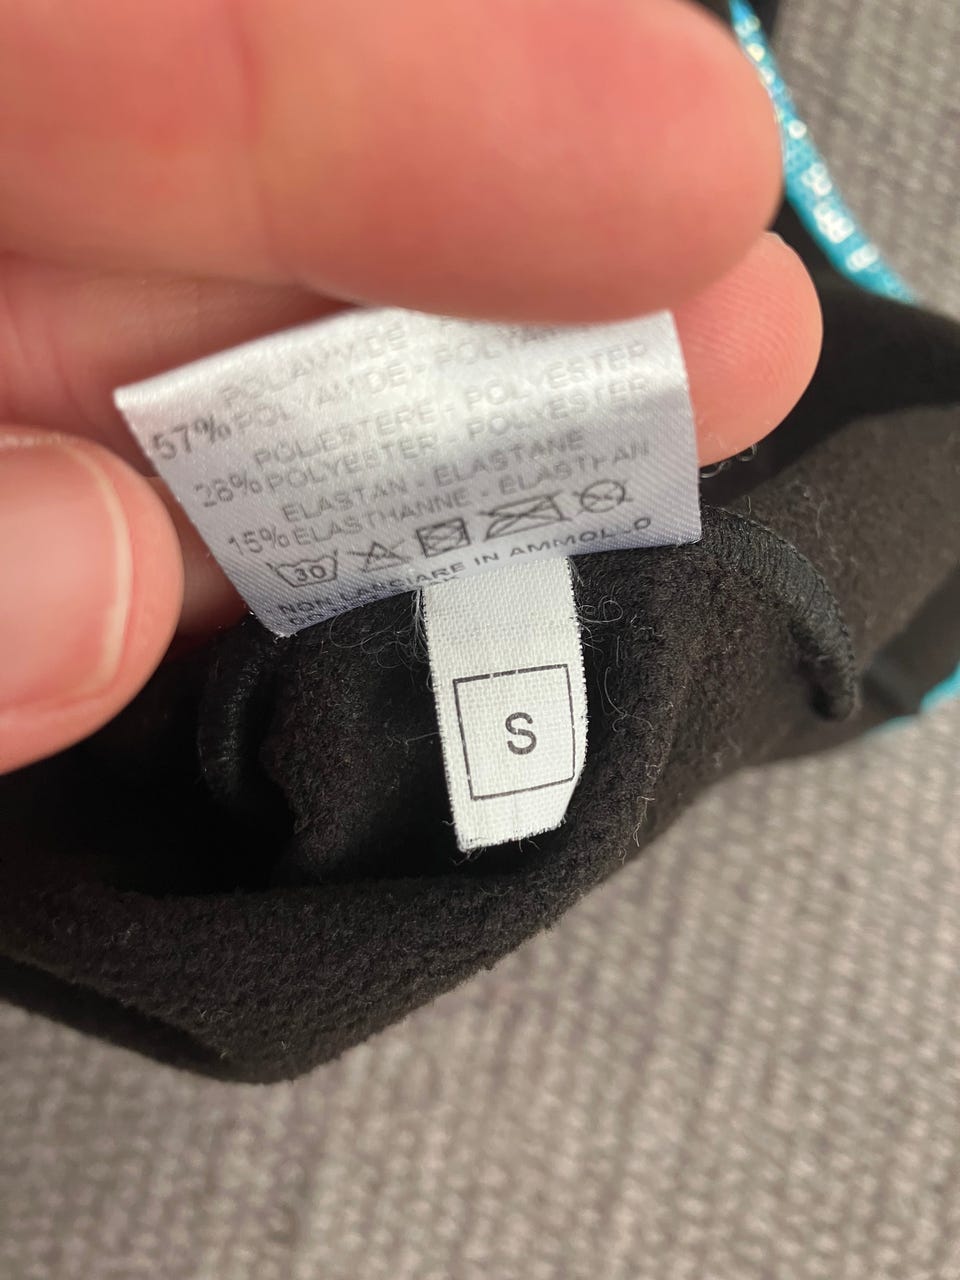 POLIAMMIDE
57% POLYAMIDE - POLYAMID
POLIESTERE - POLYESTER
28% POLYESTER - POLYESTER
ELASTAN - ELASTANE
15% ELASTHANNE - ELASTHAN
30
NON LASCIARE IN AMMOLLO
S